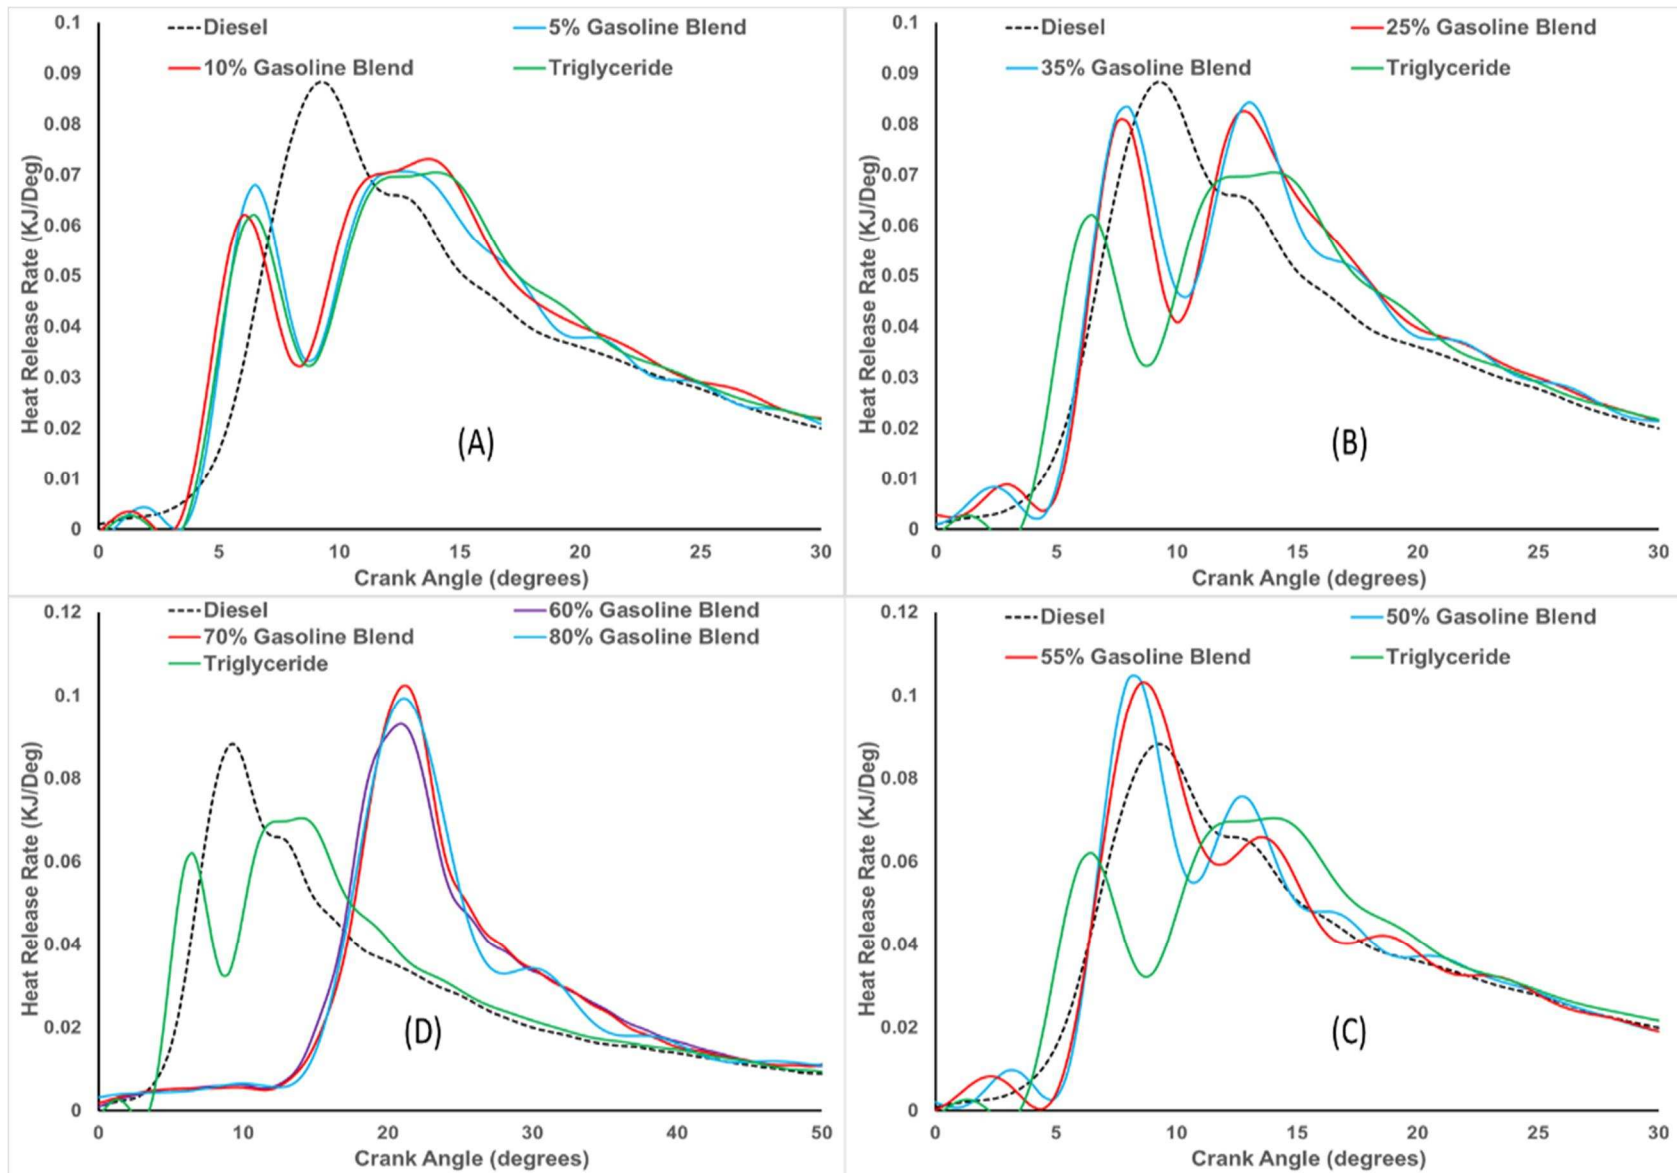 Diesel 5% Gasoline Blend
10% Gasoline Blend Triglyceride
Heat Release Rate (KJ/Deg)
0.1
0.09
0.08
0.07
0.06
0.05
0.04
0.03
0.02
0.01
0
(A)
0 5 10 15 20 25 30
Crank Angle (degrees)
Diesel 25% Gasoline Blend
35% Gasoline Blend Triglyceride
Heat Release Rate (KJ/Deg)
0.1
0.09
0.08
0.07
0.06
0.05
0.04
0.03
0.02
0.01
0
(B)
0 5 10 15 20 25 30
Crank Angle (degrees)
Diesel 60% Gasoline Blend
70% Gasoline Blend 80% Gasoline Blend
Triglyceride
Heat Release Rate (KJ/Deg)
0.12
0.1
0.08
0.06
0.04
0.02
0
(D)
0 10 20 30 40 50
Crank Angle (degrees)
Diesel 50% Gasoline Blend
55% Gasoline Blend Triglyceride
Heat Release Rate (KJ/Deg)
0.12
0.1
0.08
0.06
0.04
0.02
0
(C)
0 5 10 15 20 25 30
Crank Angle (degrees)